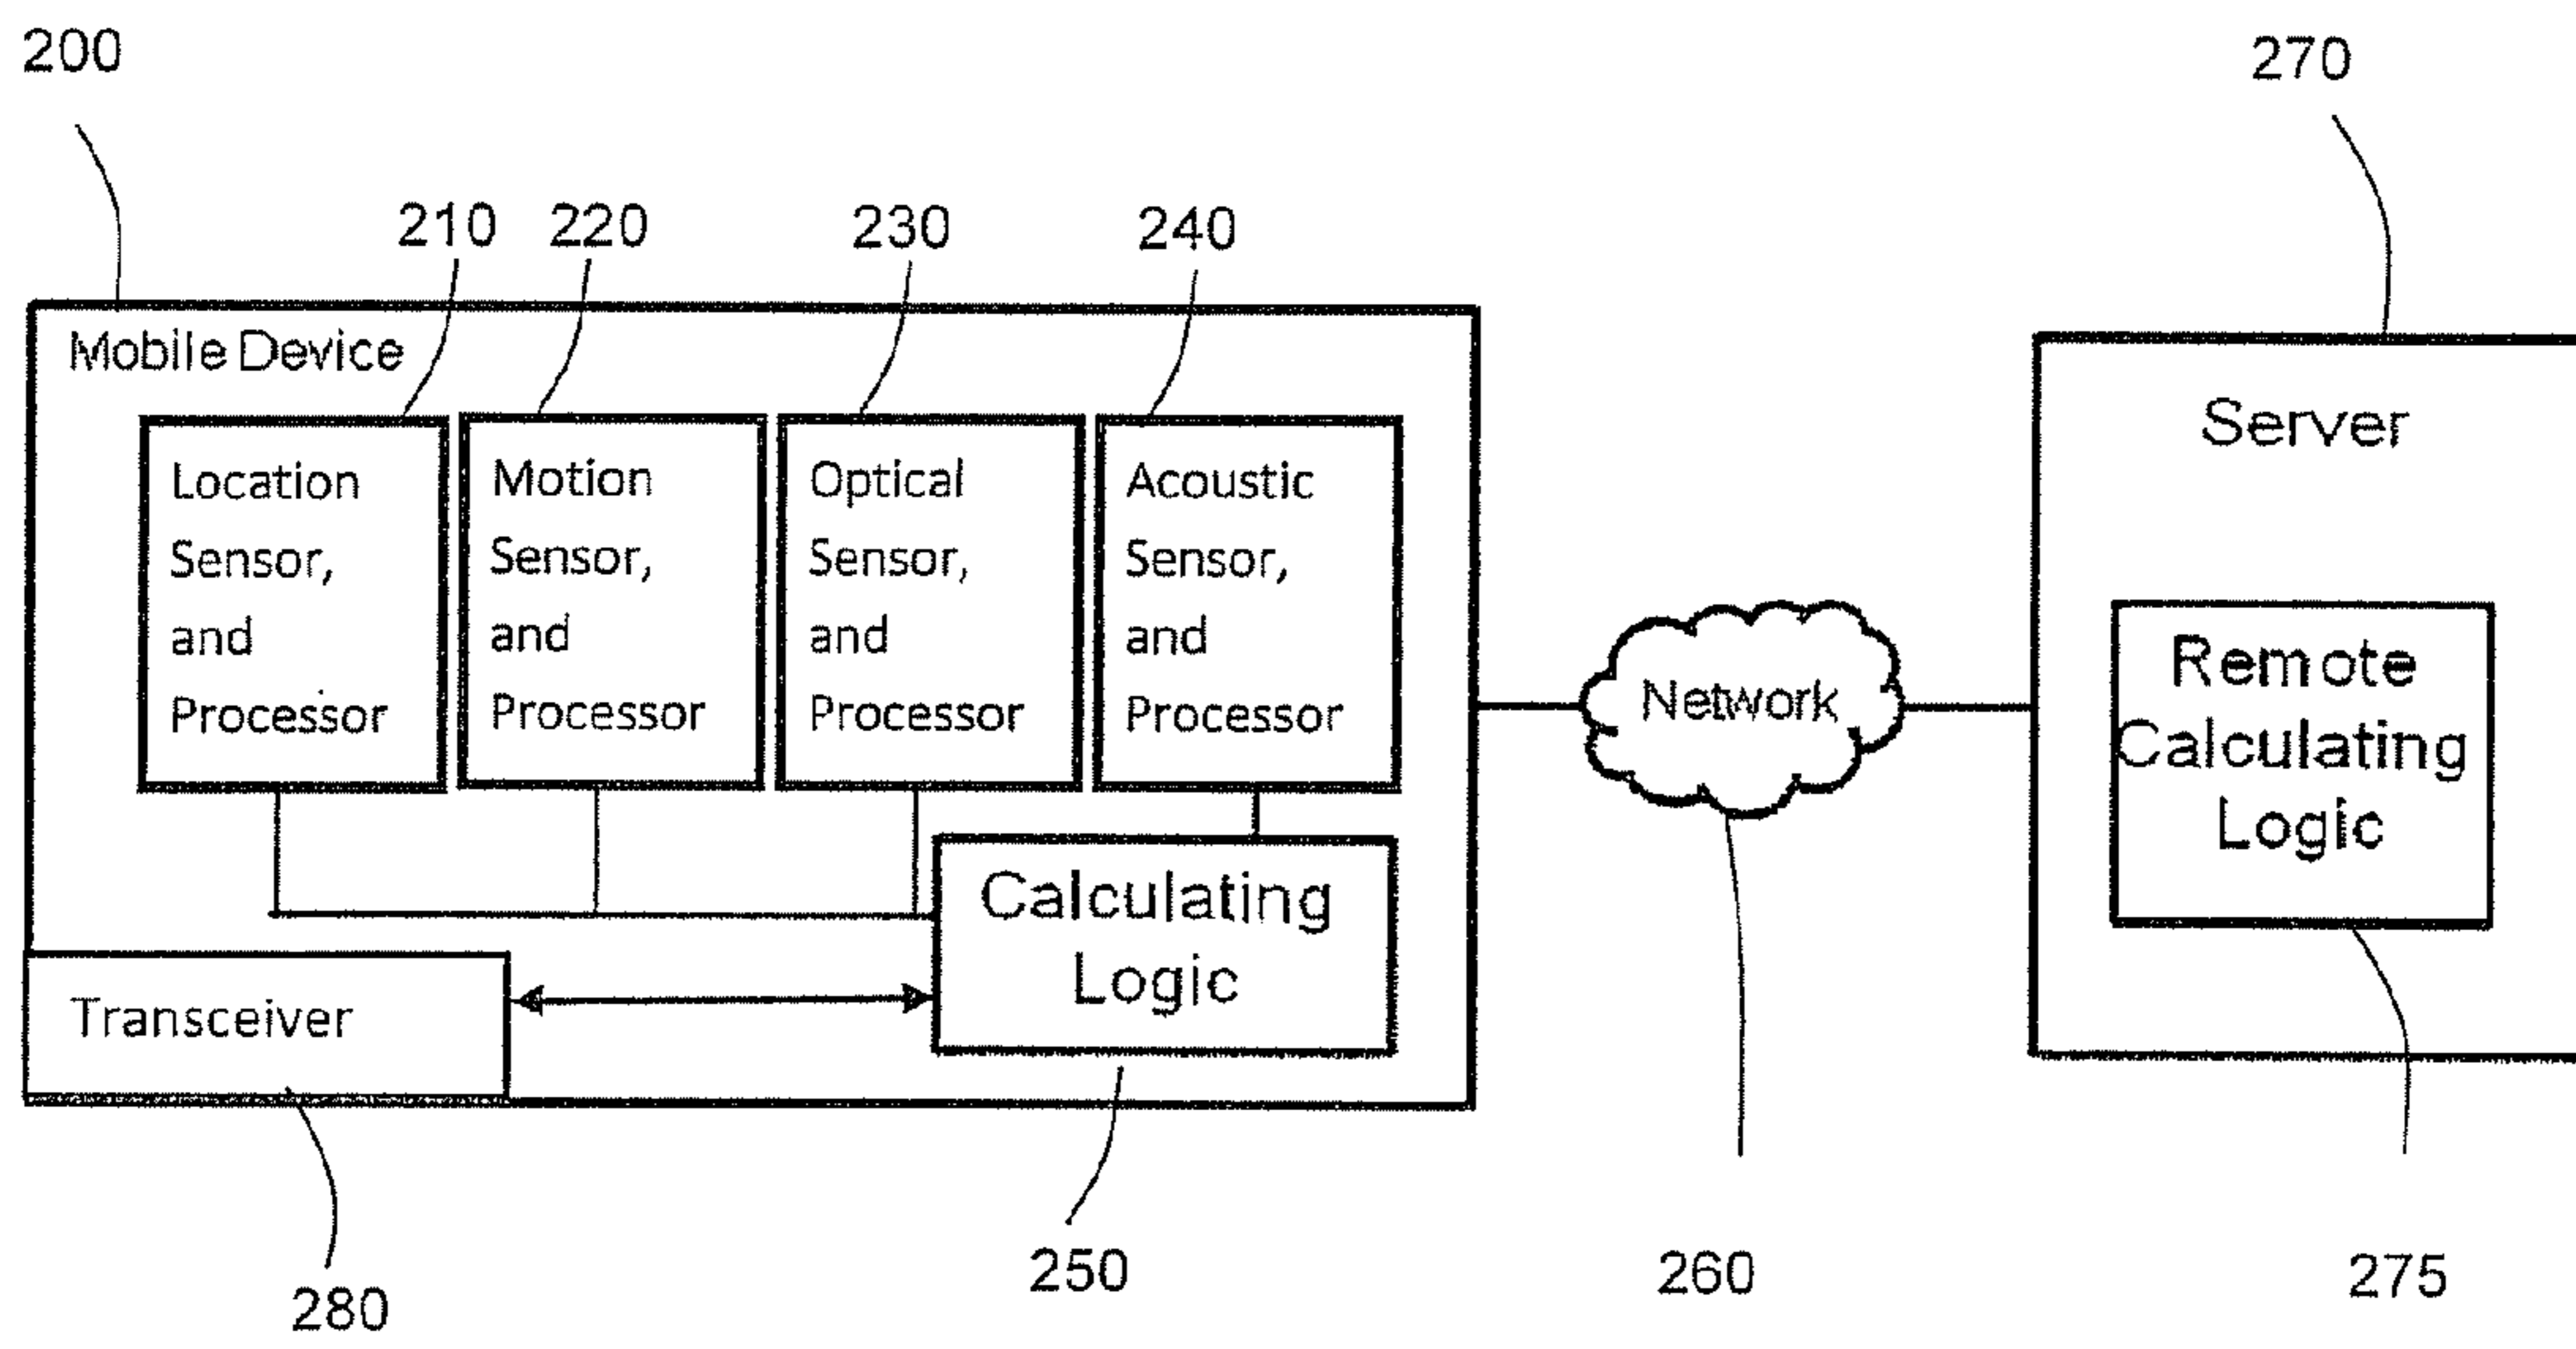 200
270
210
220
230
240
Mobile Device
Location
Sensor,
and
Processor
Motion
Sensor,
and
Processor
Optical
Sensor,
and
Processor
Acoustic
Sensor,
and
Processor
Calculating
Logic
Transceiver
Network
Server
Remote
Calculating
Logic
280
250
260
275